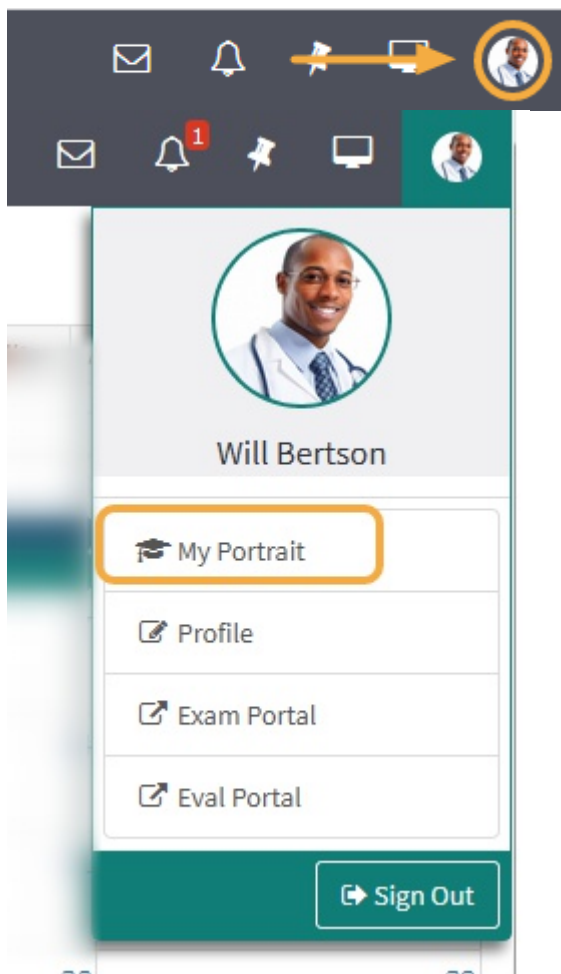 1
Will Bertson
My Portrait
Profile
Exam Portal
Eval Portal
Sign Out